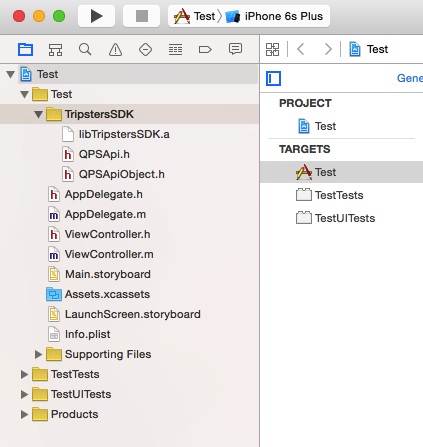 Test
iPhone 6s Plus
Test
Test
TripstersSDK
libTripstersSDK.a
QPSApi.h
QPSApiObject.h
AppDelegate.h
AppDelegate.m
ViewController.h
ViewController.m
Main.storyboard
Assets.xcassets
LaunchScreen.storyboard
Info.plist
Supporting Files
TestTests
TestUITests
Products
Test
Gene
PROJECT
Test
TARGETS
Test
TestTests
TestUITests